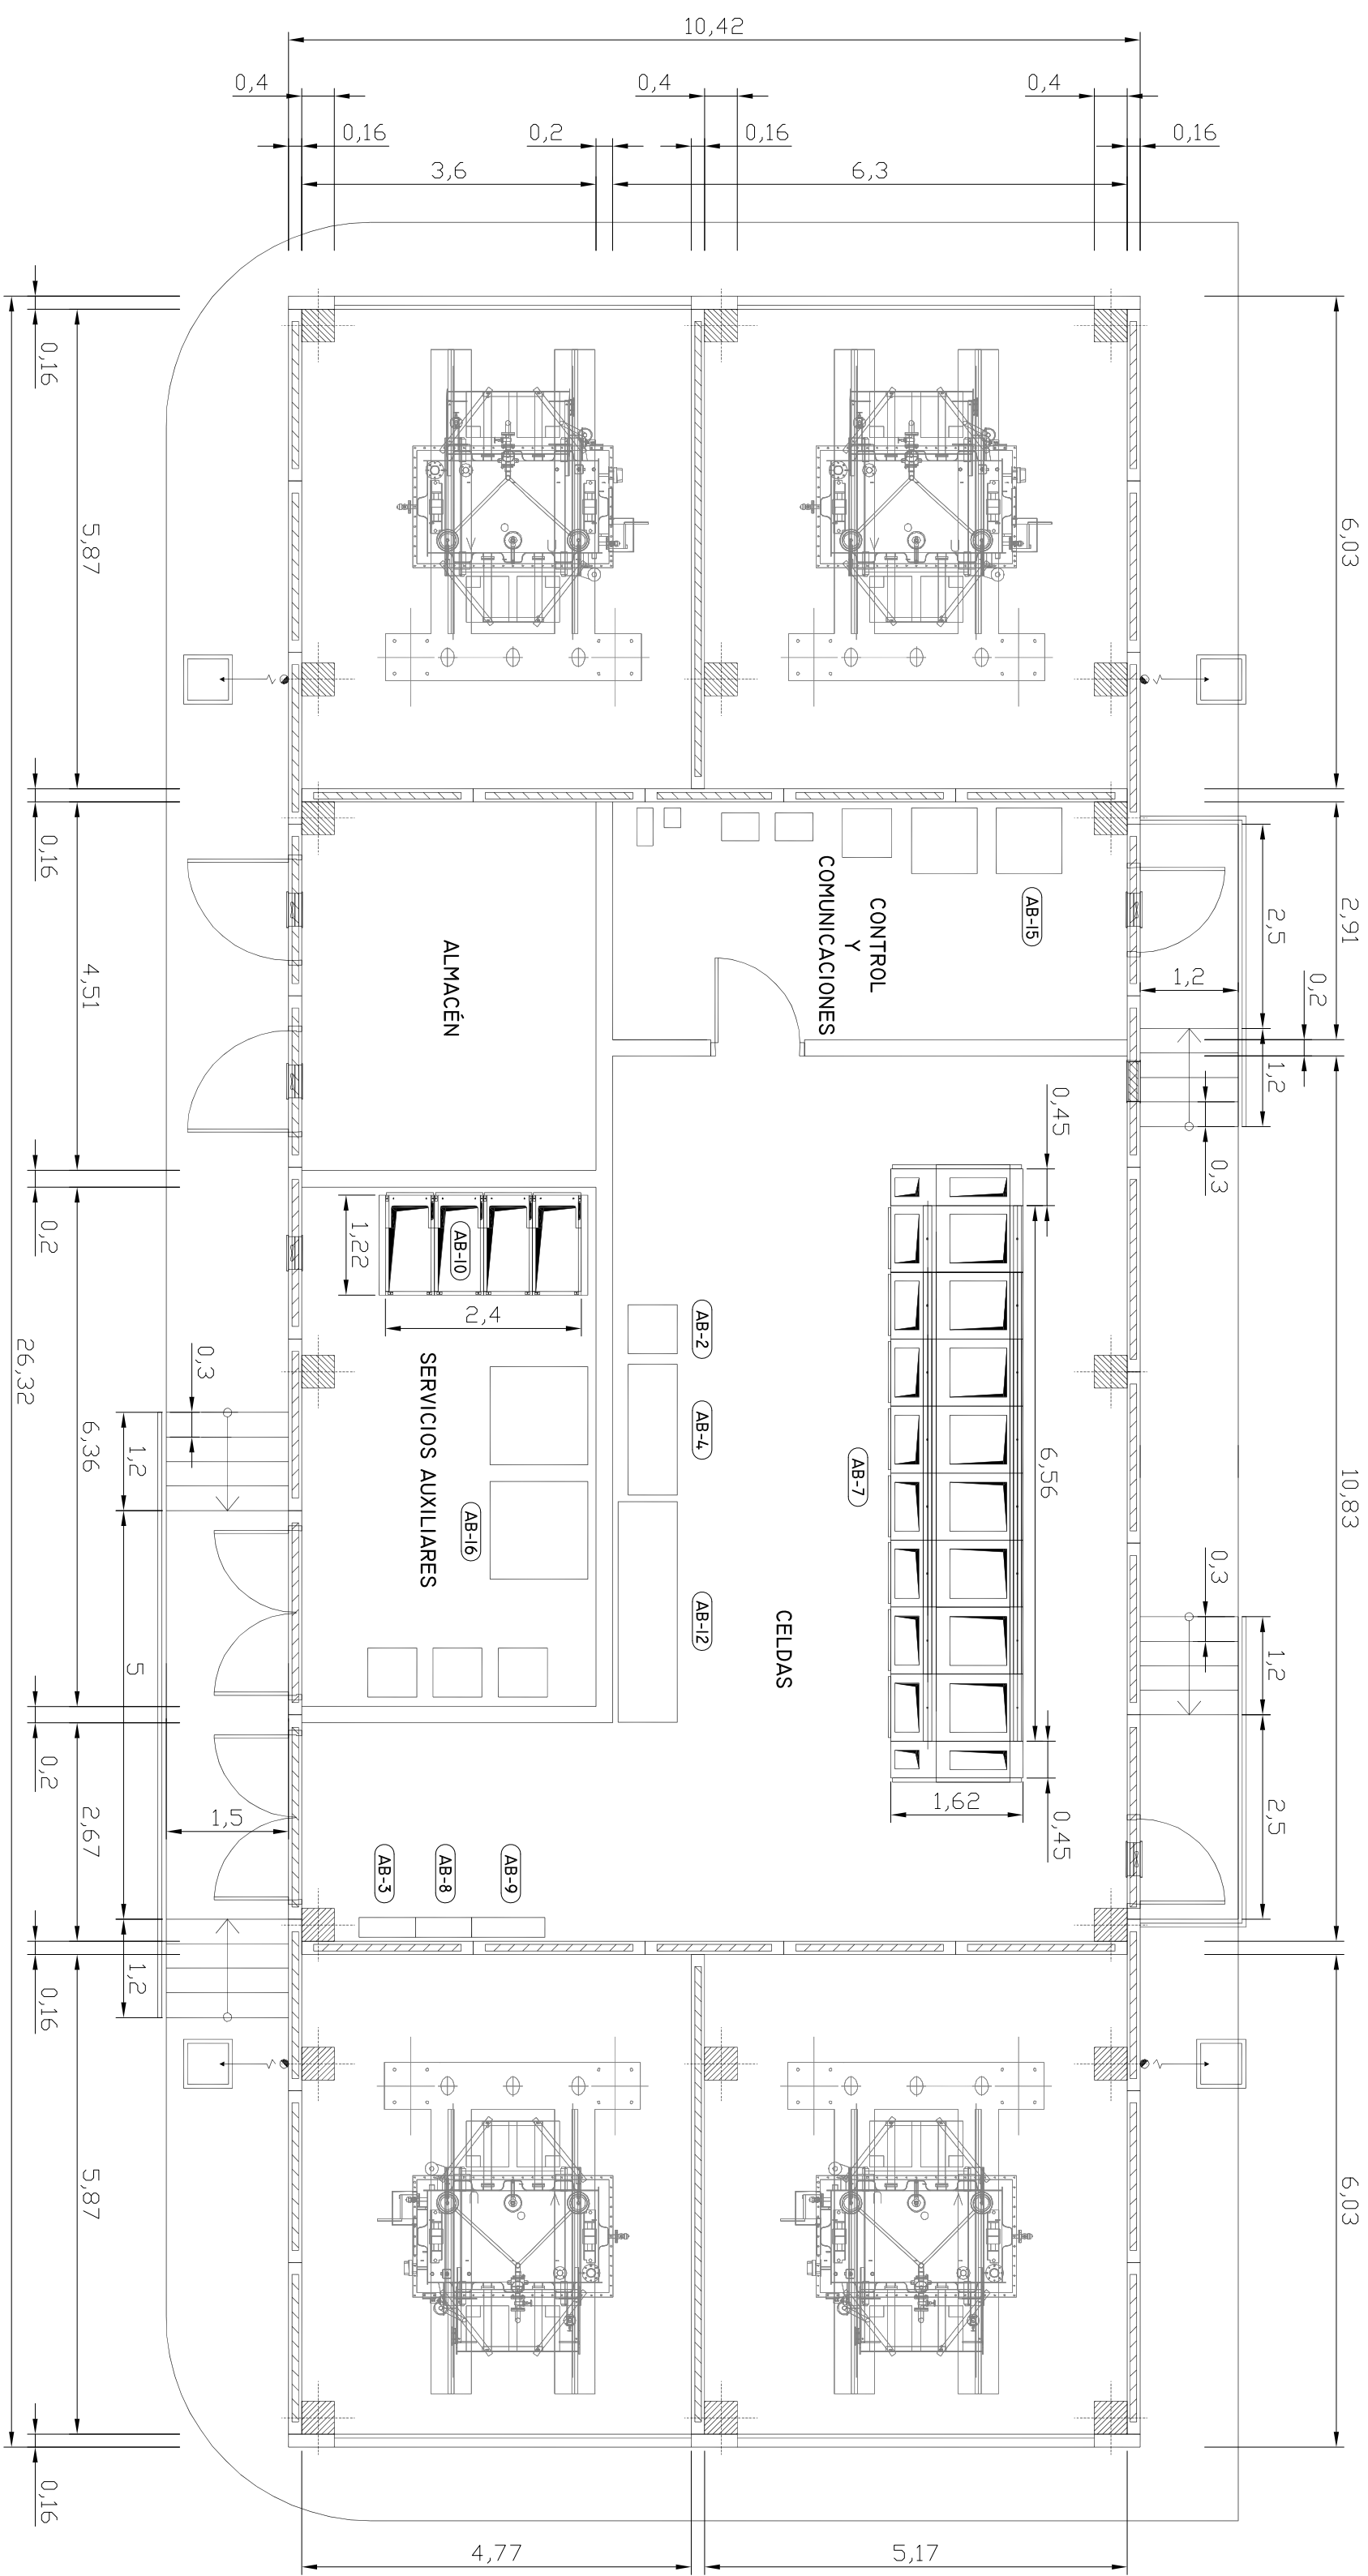 10,42
0,4
0,4
0,4
0,16
0,2
0,16
0,16
3,6
6,3
0,16
5,87
0,16
4,51
0,2
6,36
0,2
2,67
0,16
5,87
0,16
26,32
6,03
2,91
0,2
10,83
6,03
2,5
1,2
1,2
0,3
0,3
1,2
2,5
CONTROL
Y
COMUNICACIONES
AB-15
ALMACÉN
0,45
6,56
0,45
1,62
AB-7
CELDAS
AB-2
AB-4
AB-12
AB-10
1,22
2,4
SERVICIOS AUXILIARES
AB-16
AB-9
AB-8
AB-3
0,3
1,2
5
1,2
1,5
4,77
5,17